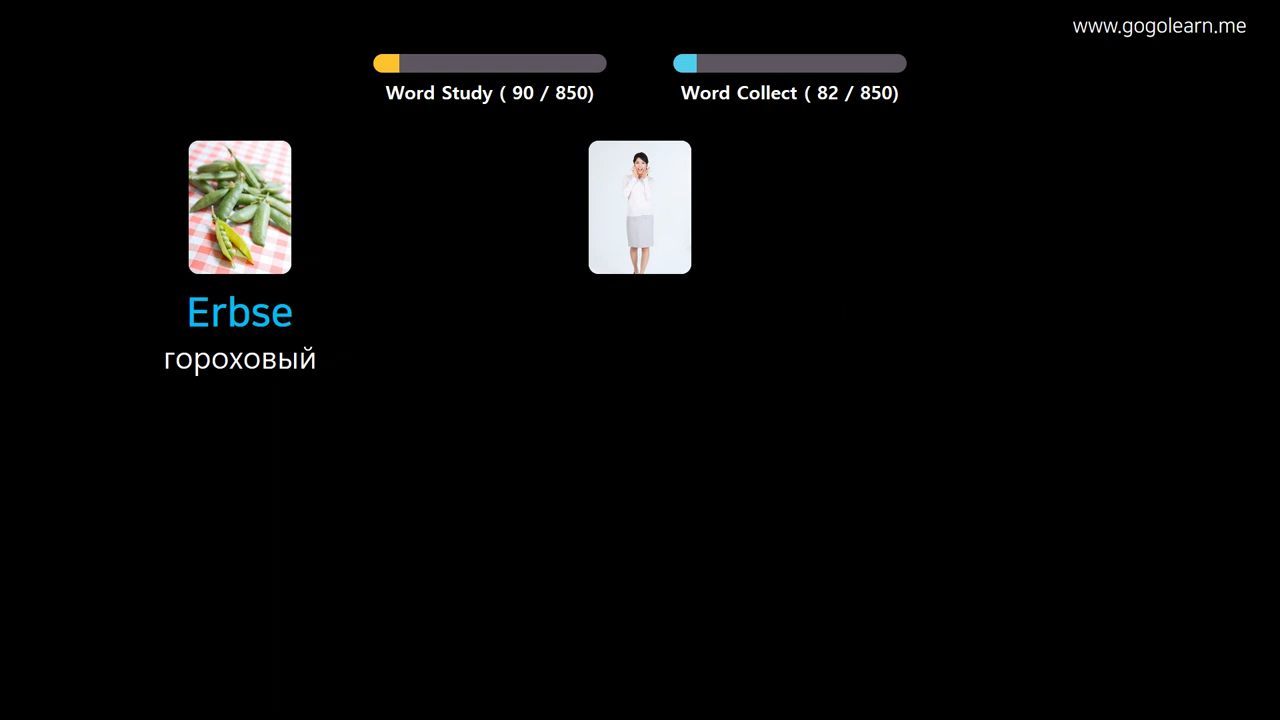 www.gogolearn.me
Word Study ( 90 / 850)
Word Collect ( 82 / 850)
Erbse
гороховый